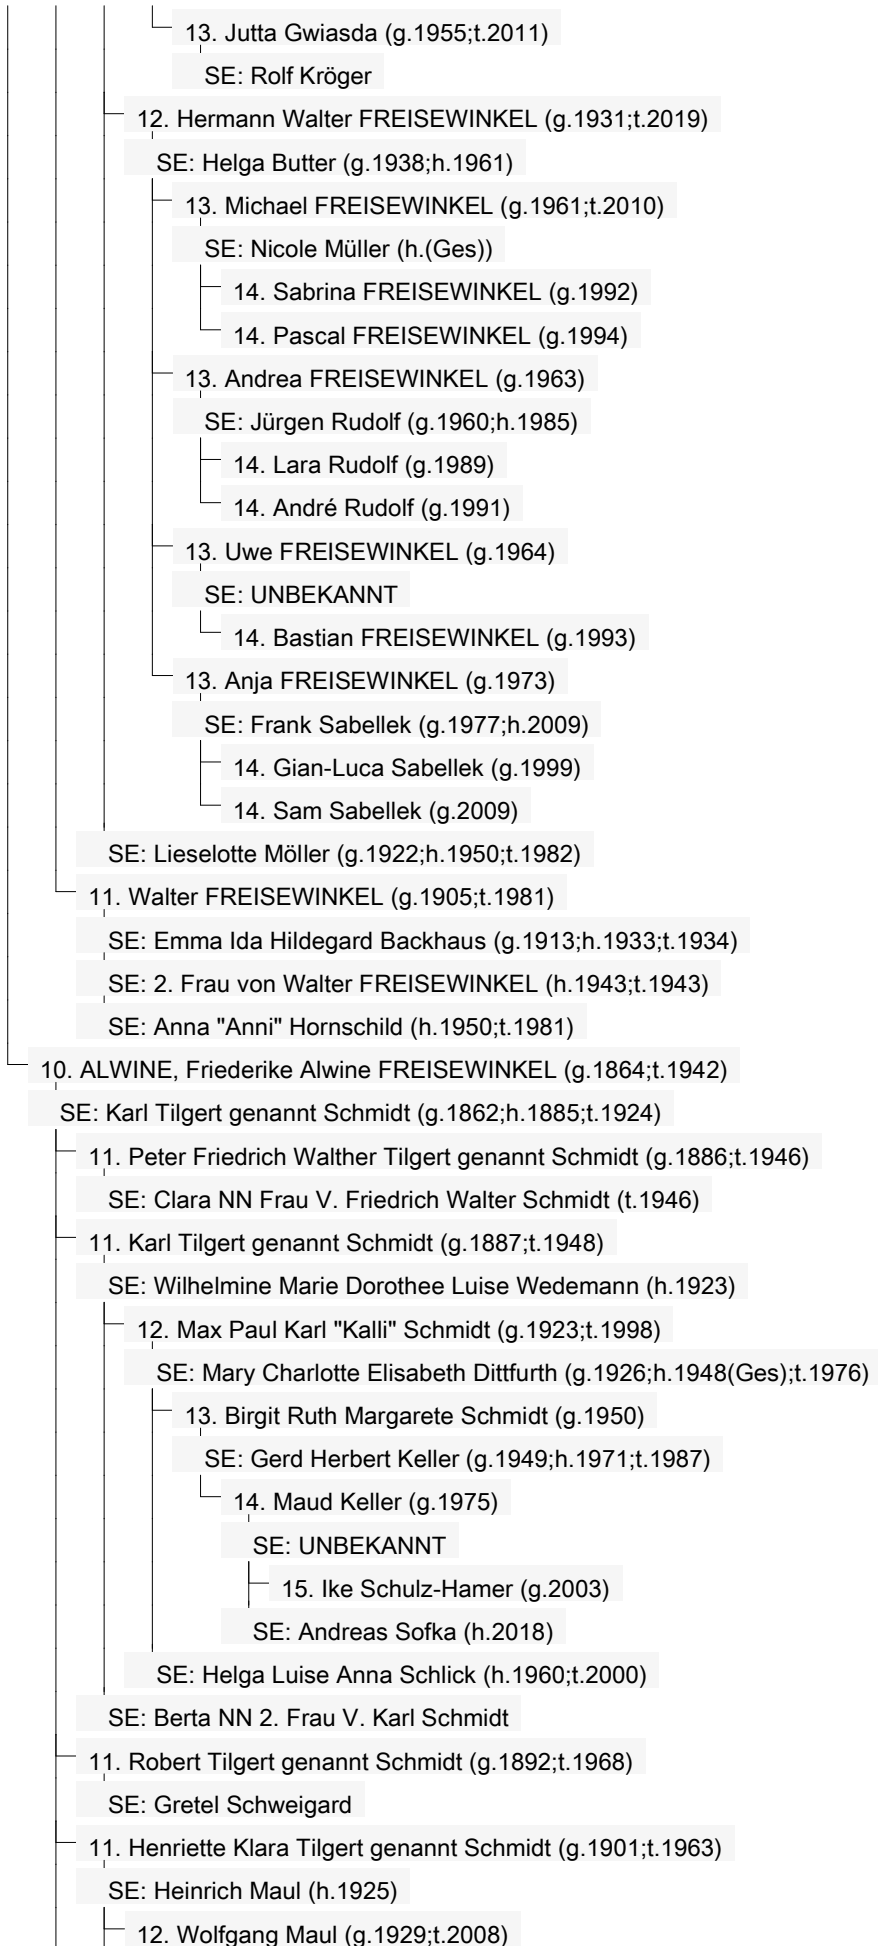 13. Jutta Gwiasda (g.1955;t.2011)
SE: Rolf Kröger
12. Hermann Walter FREISEWINKEL (g.1931;t.2019)
SE: Helga Butter (g.1938;h.1961)
13. Michael FREISEWINKEL (g.1961;t.2010)
SE: Nicole Müller (h.(Ges))
14. Sabrina FREISEWINKEL (g.1992)
14. Pascal FREISEWINKEL (g.1994)
13. Andrea FREISEWINKEL (g.1963)
SE: Jürgen Rudolf (g.1960;h.1985)
14. Lara Rudolf (g.1989)
14. André Rudolf (g.1991)
13. Uwe FREISEWINKEL (g.1964)
SE: UNBEKANNT
14. Bastian FREISEWINKEL (g.1993)
13. Anja FREISEWINKEL (g.1973)
SE: Frank Sabellek (g.1977;h.2009)
14. Gian-Luca Sabellek (g.1999)
14. Sam Sabellek (g.2009)
SE: Lieselotte Möller (g.1922;h.1950;t.1982)
11. Walter FREISEWINKEL (g.1905;t.1981)
SE: Emma Ida Hildegard Backhaus (g.1913;h.1933;t.1934)
SE: 2. Frau von Walter FREISEWINKEL (h.1943;t.1943)
SE: Anna "Anni" Hornschild (h.1950;t.1981)
10. ALWINE, Friederike Alwine FREISEWINKEL (g.1864;t.1942)
SE: Karl Tilgert genannt Schmidt (g.1862;h.1885;t.1924)
11. Peter Friedrich Walther Tilgert genannt Schmidt (g.1886;t.1946)
SE: Clara NN Frau V. Friedrich Walter Schmidt (t.1946)
11. Karl Tilgert genannt Schmidt (g.1887;t.1948)
SE: Wilhelmine Marie Dorothee Luise Wedemann (h.1923)
12. Max Paul Karl "Kalli" Schmidt (g.1923;t.1998)
SE: Mary Charlotte Elisabeth Dittfurth (g.1926;h.1948(Ges);t.1976)
13. Birgit Ruth Margarete Schmidt (g.1950)
SE: Gerd Herbert Keller (g.1949;h.1971;t.1987)
14. Maud Keller (g.1975)
SE: UNBEKANNT
15. Ike Schulz-Hamer (g.2003)
SE: Andreas Sofka (h.2018)
SE: Helga Luise Anna Schlick (h.1960;t.2000)
SE: Berta NN 2. Frau V. Karl Schmidt
11. Robert Tilgert genannt Schmidt (g.1892;t.1968)
SE: Gretel Schweigard
11. Henriette Klara Tilgert genannt Schmidt (g.1901;t.1963)
SE: Heinrich Maul (h.1925)
12. Wolfgang Maul (g.1929;t.2008)